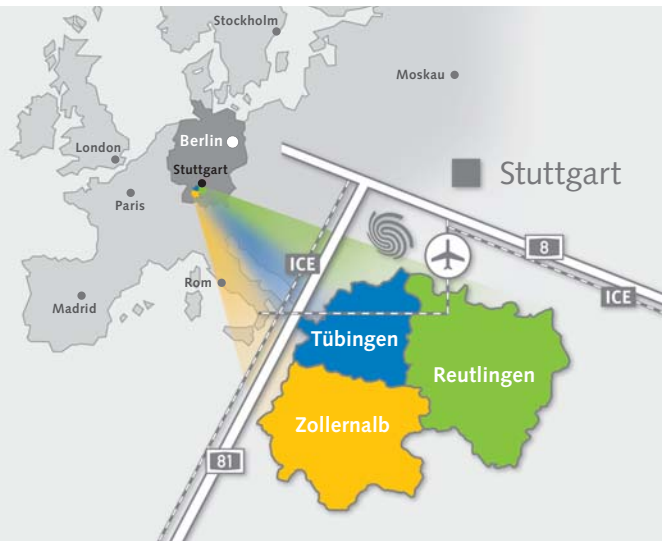 Stockholm
Moskau
Berlin
London
Stuttgart
Stuttgart
Paris
8
ICE
ICE
Rom
Madrid
Tübingen
Reutlingen
Zollernalb
81